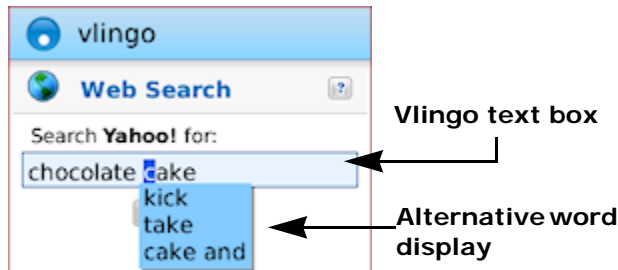 vlingo
Web Search
?
Search Yahoo! for:
Vlingo text box
chocolate cake
kick
take
cake and
Alternative word
display